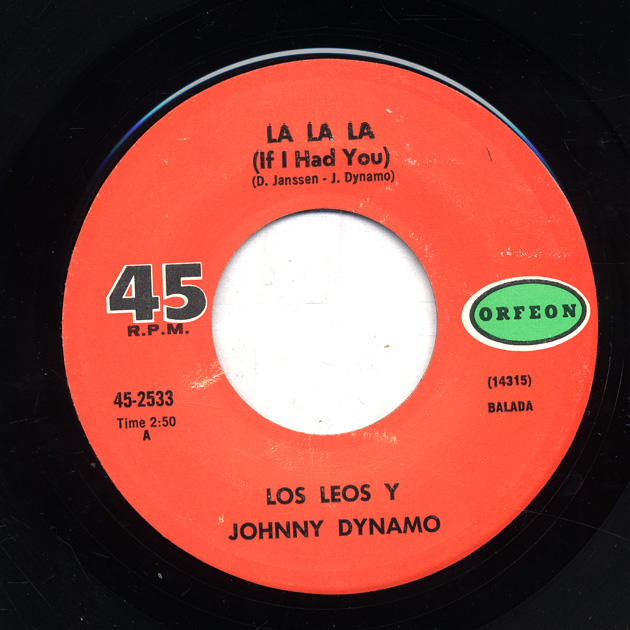 LA LA LA
(If I Had You)
(D. Janssen - J. Dynamo)
45
R.P.M.
ORFEON
45-2533
Time 2:50
A
(14315)
BALADA
LOS LEOS Y
JOHNNY DYNAMO